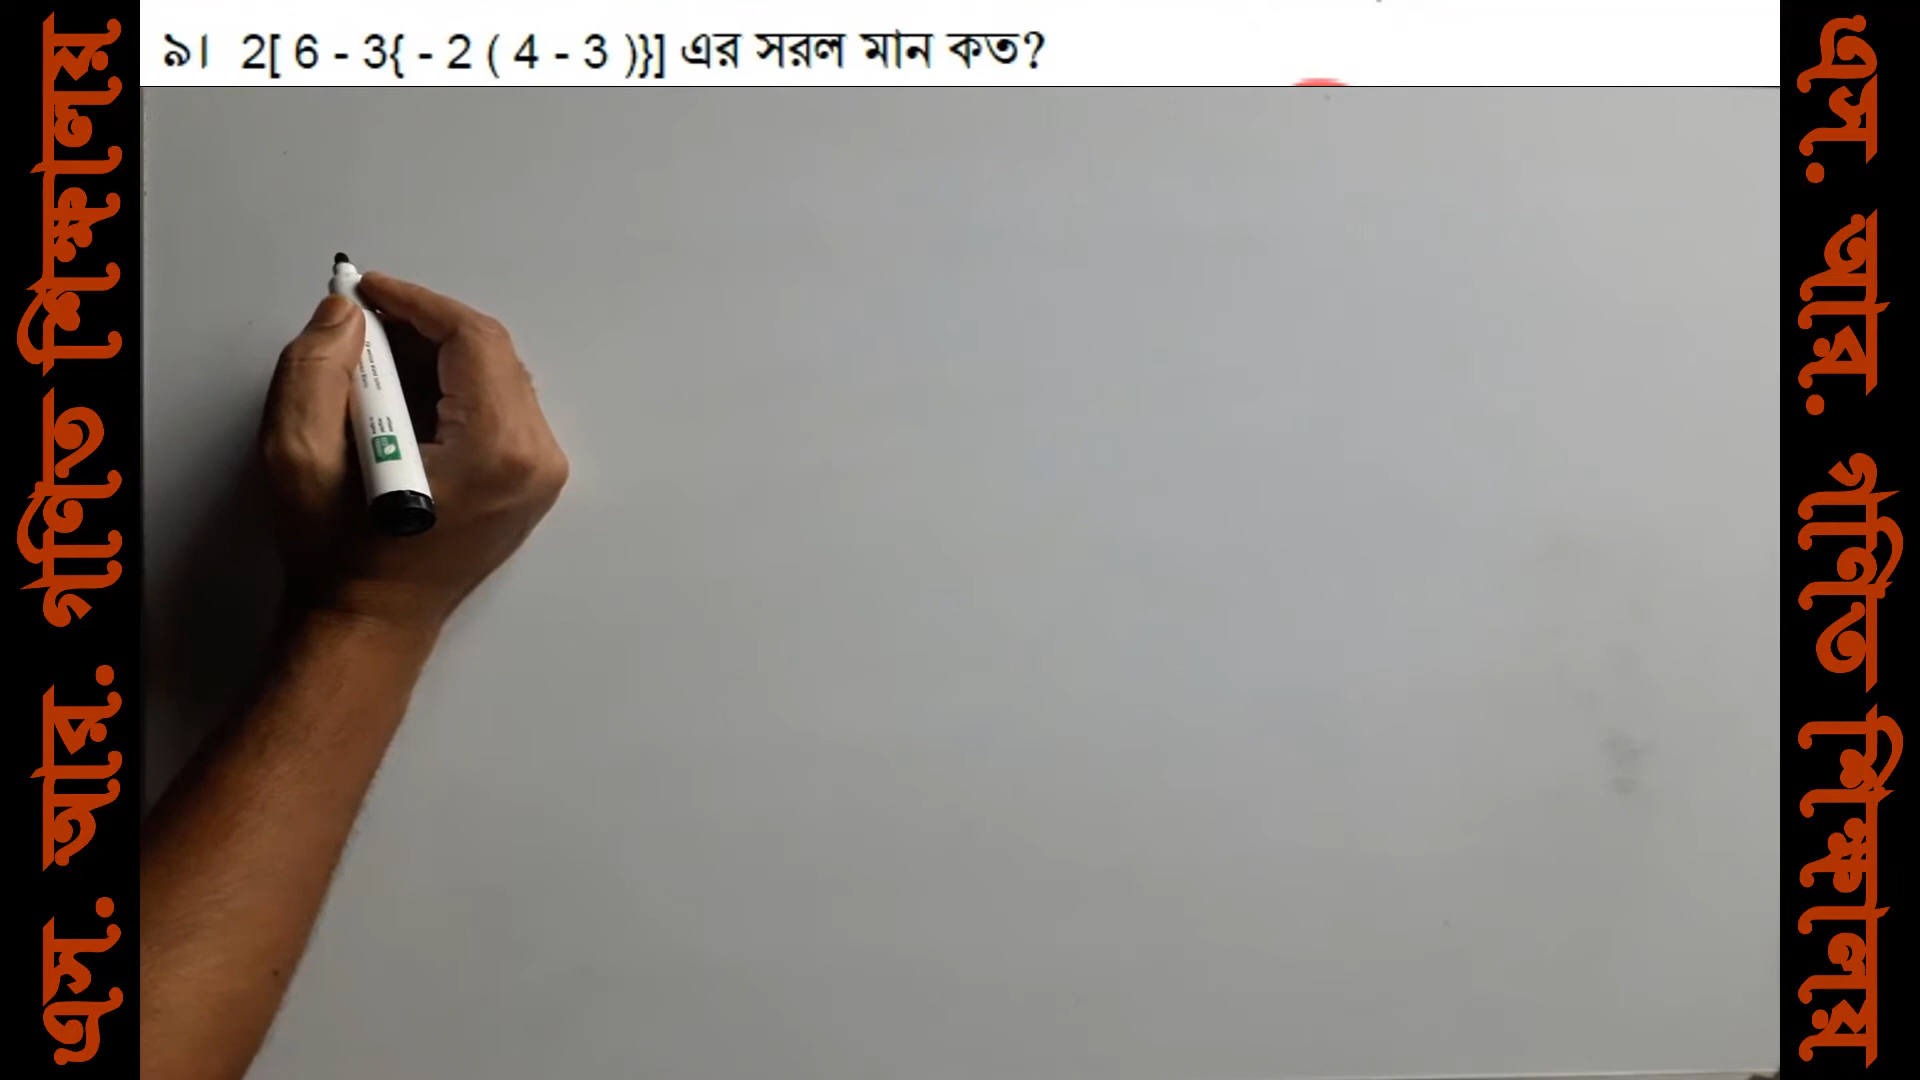 ৯। 2[ 6 - 3{ - 2 ( 4 - 3 )}] এর সরল মান কত?
এস. আর. গণিত শিক্ষালয়
এস. আর. গণিত শিক্ষালয়